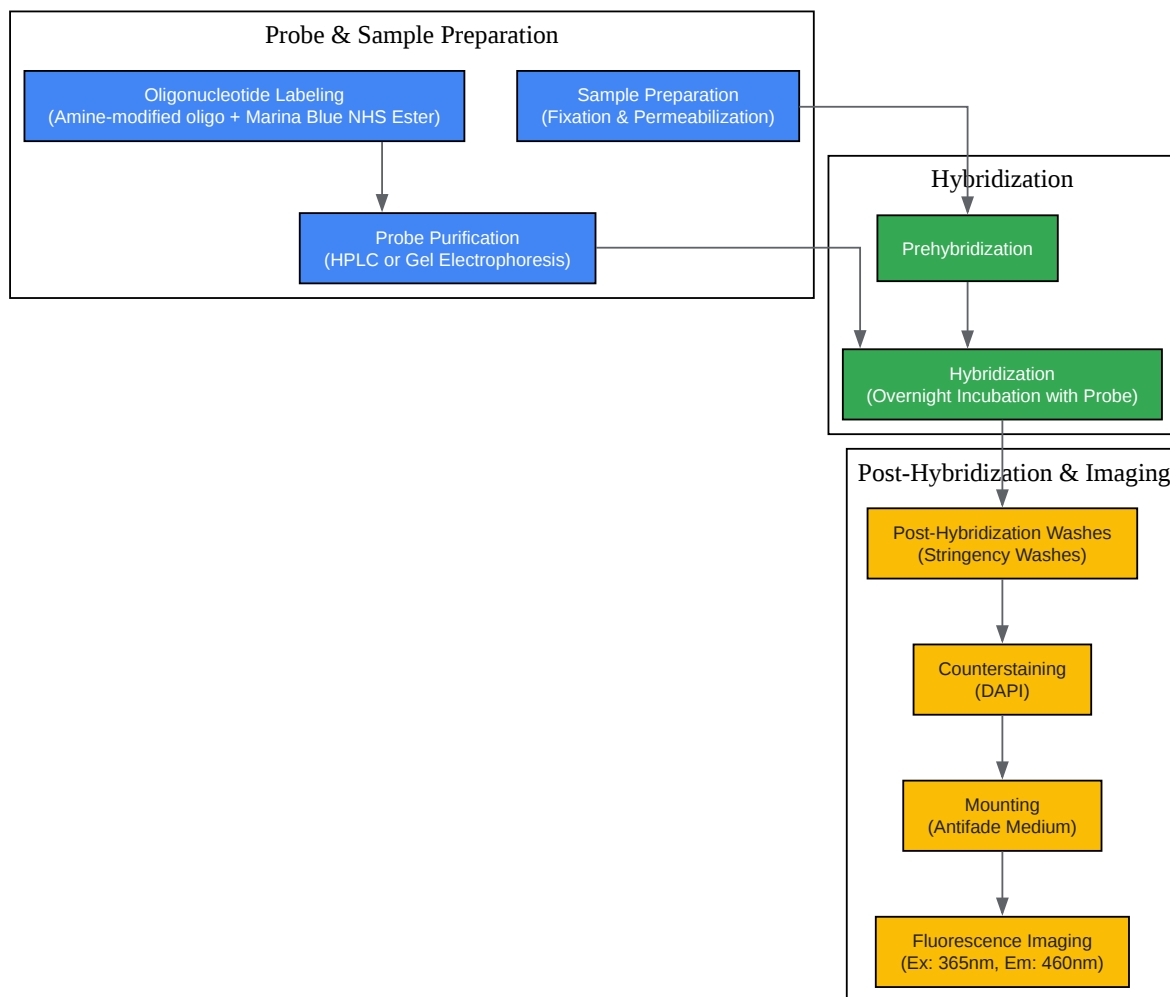 Probe & Sample Preparation
Oligonucleotide Labeling
(Amine-modified oligo + Marina Blue NHS Ester)
Sample Preparation
(Fixation & Permeabilization)
Probe Purification
(HPLC or Gel Electrophoresis)
Hybridization
Prehybridization
Hybridization
(Overnight Incubation with Probe)
Post-Hybridization & Imaging
Post-Hybridization Washes
(Stringency Washes)
Counterstaining
(DAPI)
Mounting
(Antifade Medium)
Fluorescence Imaging
(Ex: 365nm, Em: 460nm)